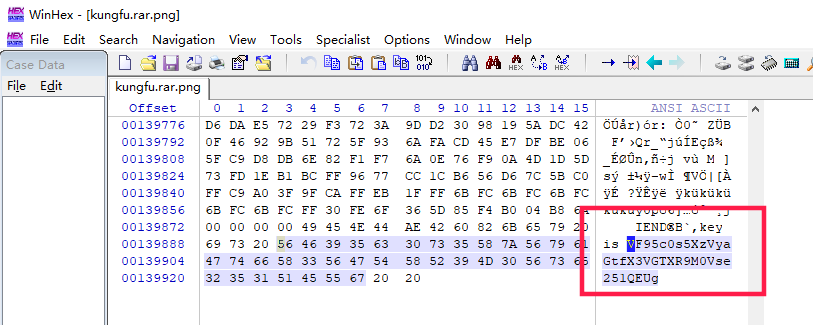 WinHex - [kungfu.rar.png]
File Edit Search Navigation View Tools Specialist Options Window Help
Case Data
File Edit
kungfu.rar.png
Offset 0 1 2 3 4 5 6 7 8 9 10 11 12 13 14 15 ANSI ASCII
00139776 D6 DA E5 72 29 F3 72 3A 9D D2 30 98 19 5A DC 42 ÖÚår)ór: Ò0˜ ZÜB
00139792 0F 46 92 9B 51 72 5F 93 6A FA CD 45 E7 DF BE 06 F’›Qr_“júÍEçß¾
00139808 5F C9 D8 DB 6E 82 F1 F7 6A 0E 76 F9 0A 4D 1D 5D _ÉØÛn‚ñ÷j vù M ]
00139824 73 FD 1E B1 BC FF 96 77 CC 1C B6 56 D6 7C 5B C0 sý ±¼ÿ–wÌ ¶VÖ|[À
00139840 FF C9 A0 3F 9F CA FF EB 1F FF 6B FC 6B FC 6B FC ÿÉ ?ŸÊÿë ÿkükükü
00139856 6B FC 6B FC FF 30 FE 6F 36 5D 85 F4 B0 04 B8 6A
00139872 00 00 00 00 49 45 4E 44 AE 42 60 82 6B 65 79 20 IEND®B`‚key
00139888 69 73 20 56 46 39 35 63 30 73 35 58 7A 56 79 61 is VF95c0s5XzVya
00139904 47 74 66 58 33 56 47 54 58 52 39 4D 30 56 73 65 GtfX3VGTXR9M0Vse
00139920 32 35 31 51 45 55 67 20 20 251QEUg